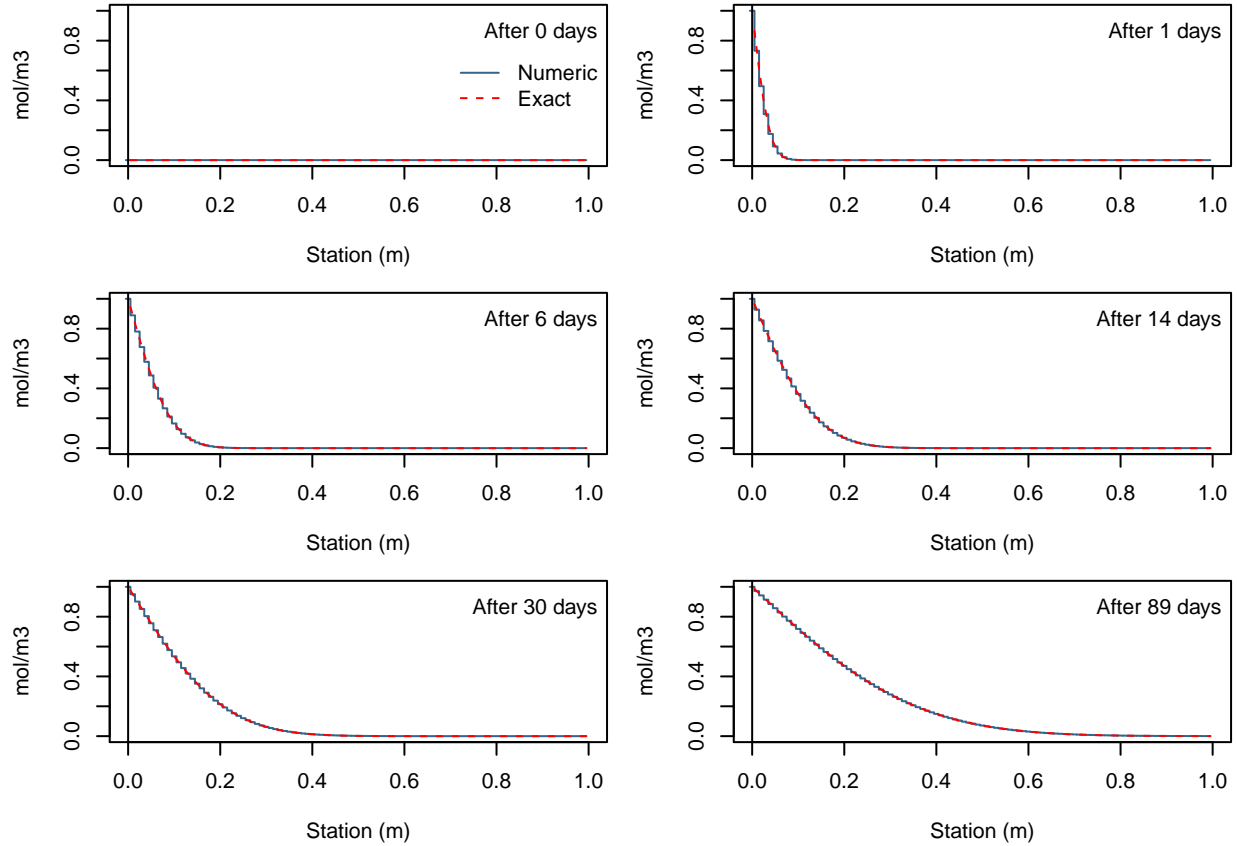 After 0 days
Numeric
Exact
mol/m3
0.0 0.4 0.8
0.0 0.2 0.4 0.6 0.8 1.0
Station (m)
After 1 days
mol/m3
0.0 0.4 0.8
0.0 0.2 0.4 0.6 0.8 1.0
Station (m)
After 6 days
mol/m3
0.0 0.4 0.8
0.0 0.2 0.4 0.6 0.8 1.0
Station (m)
After 14 days
mol/m3
0.0 0.4 0.8
0.0 0.2 0.4 0.6 0.8 1.0
Station (m)
After 30 days
mol/m3
0.0 0.4 0.8
0.0 0.2 0.4 0.6 0.8 1.0
Station (m)
After 89 days
mol/m3
0.0 0.4 0.8
0.0 0.2 0.4 0.6 0.8 1.0
Station (m)